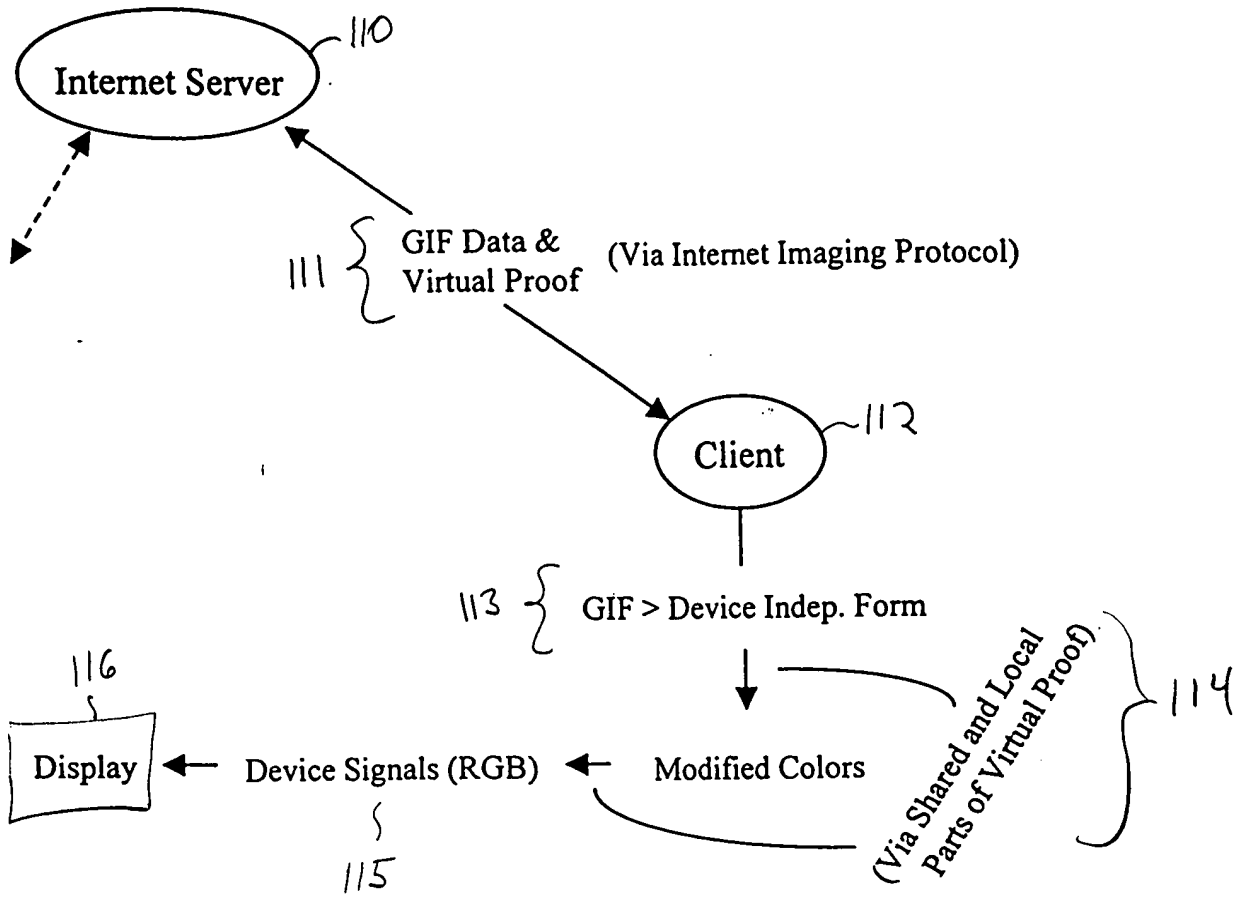 110
Internet Server
GIF Data &
Virtual Proof
(Via Internet Imaging Protocol)
111
112
Client
113
GIF > Device Indep. Form
(Via Shared and Local
Parts of Virtual Proof)
114
116
Display
Device Signals (RGB)
Modified Colors
115